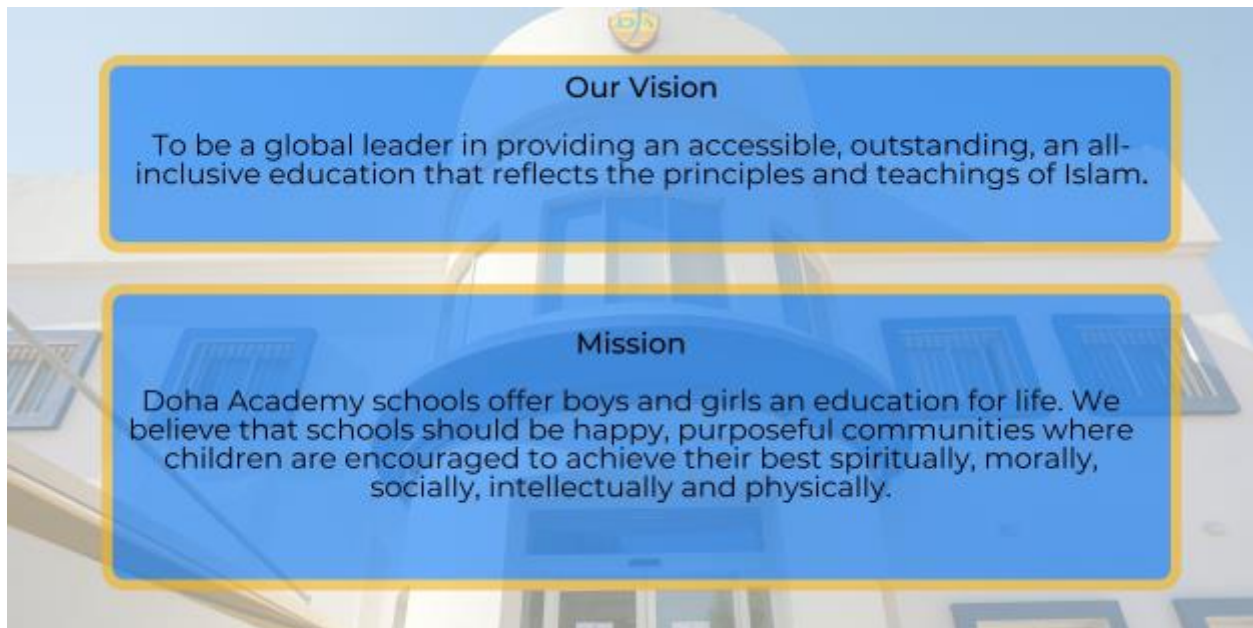 Our Vision
To be a global leader in providing an accessible, outstanding, an all-
inclusive education that reflects the principles and teachings of Islam.
Mission
Doha Academy schools offer boys and girls an education for life. We
believe that schools should be happy, purposeful communities where
children are encouraged to achieve their best spiritually, morally,
socially, intellectually and physically.